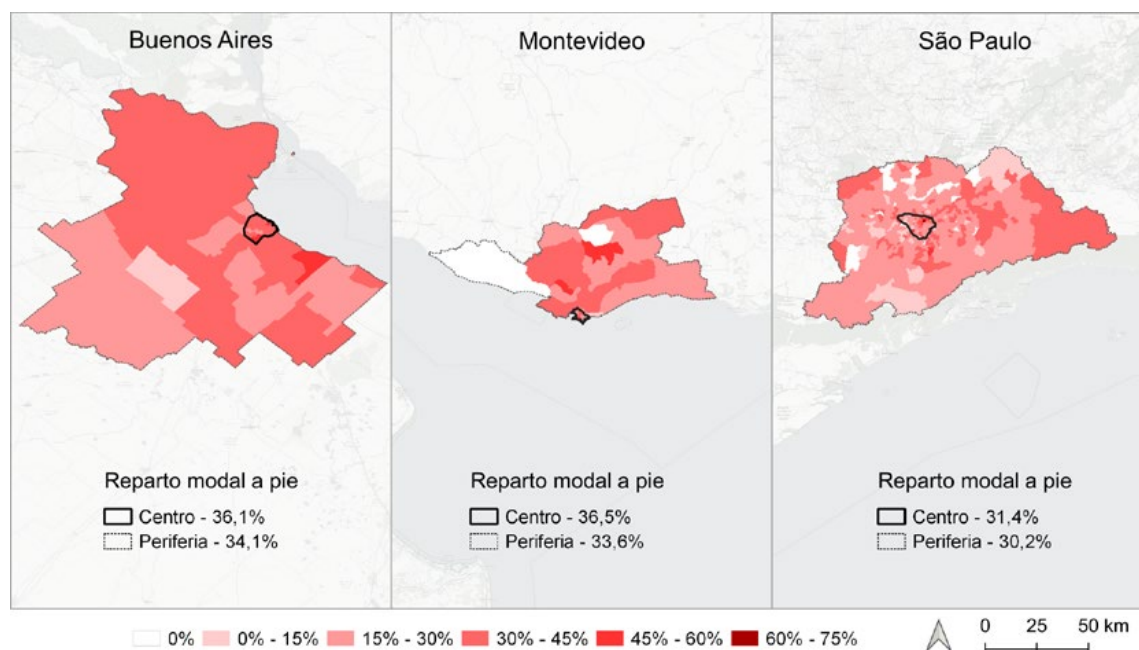 Buenos Aires
Montevideo
São Paulo
Reparto modal a pie
Centro - 36,1%
Periferia - 34,1%
Reparto modal a pie
Centro - 36,5%
Periferia - 33,6%
Reparto modal a pie
Centro - 31,4%
Periferia - 30,2%
0% 0% - 15% 15% - 30% 30% - 45% 45% - 60% 60% - 75% 0 25 50 km